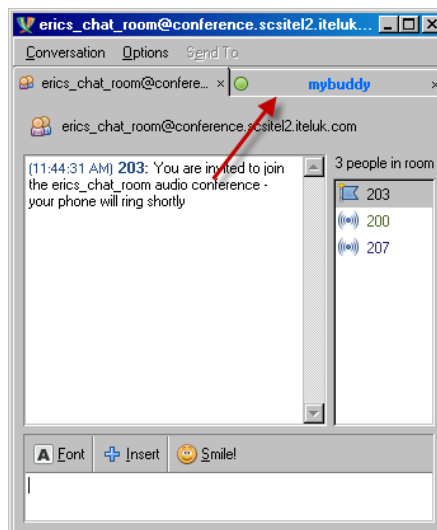 erics_chat_room@conference.scsitel2.iteluk...
Conversation Options Send To
erics_chat_room@confere... × mybuddy ×
erics_chat_room@conference.scsitel2.iteluk.com
(11:44:31 AM) 203: You are invited to join
the erics_chat_room audio conference -
your phone will ring shortly
3 people in room
203
200
207
A Font Insert Smile!